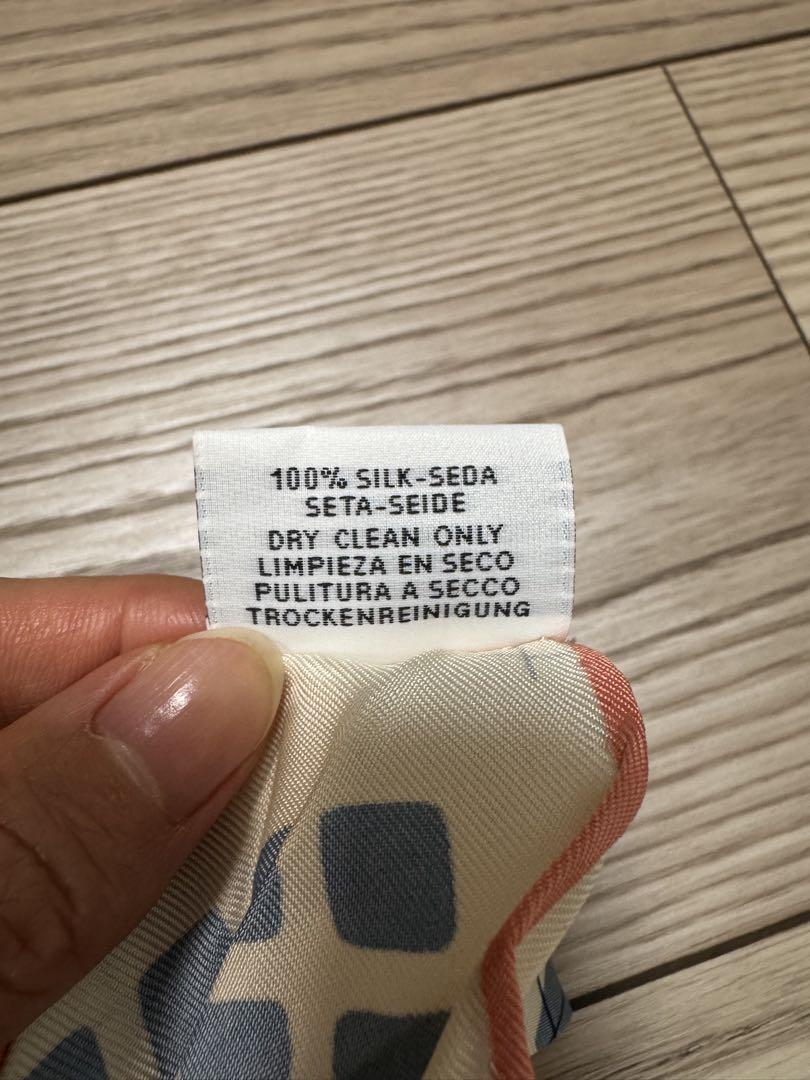 100% SILK-SEDA
SETA-SEIDE
DRY CLEAN ONLY
LIMPIEZA EN SECO
PULITURA A SECCO
TROCKENREINIGUNG